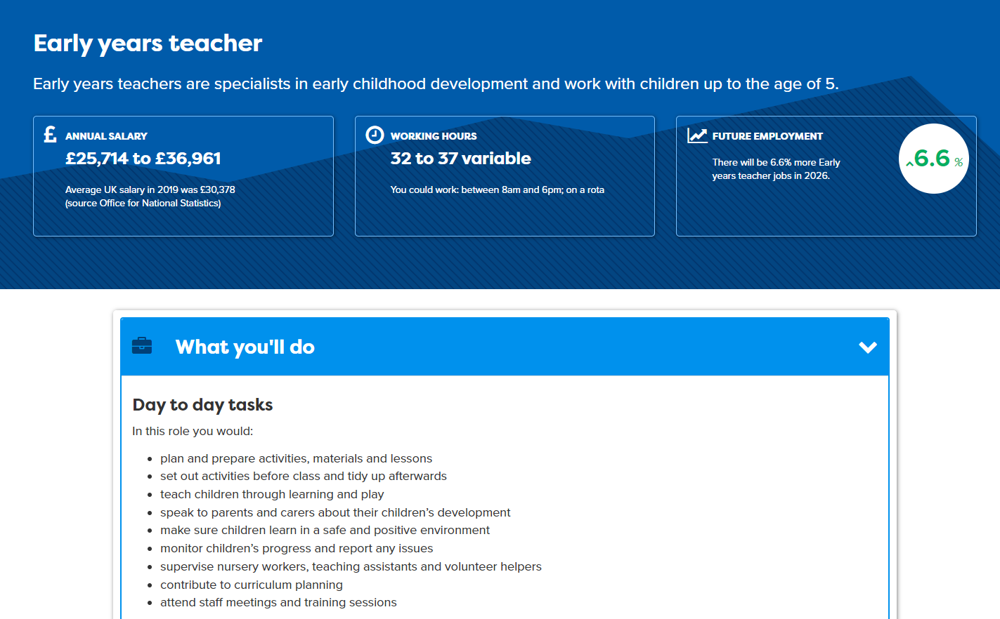 Early years teacher
Early years teachers are specialists in early childhood development and work with children up to the age of 5.
£ ANNUAL SALARY
£25,714 to £36,961
Average UK salary in 2019 was £30,378
(source Office for National Statistics)
WORKING HOURS
32 to 37 variable
You could work: between 8am and 6pm; on a rota
FUTURE EMPLOYMENT
There will be 6.6% more Early
years teacher jobs in 2026.
6.6 %
What you'll do
Day to day tasks
In this role you would:
• plan and prepare activities, materials and lessons
• set out activities before class and tidy up afterwards
• teach children through learning and play
• speak to parents and carers about their children’s development
• make sure children learn in a safe and positive environment
• monitor children’s progress and report any issues
• supervise nursery workers, teaching assistants and volunteer helpers
• contribute to curriculum planning
• attend staff meetings and training sessions